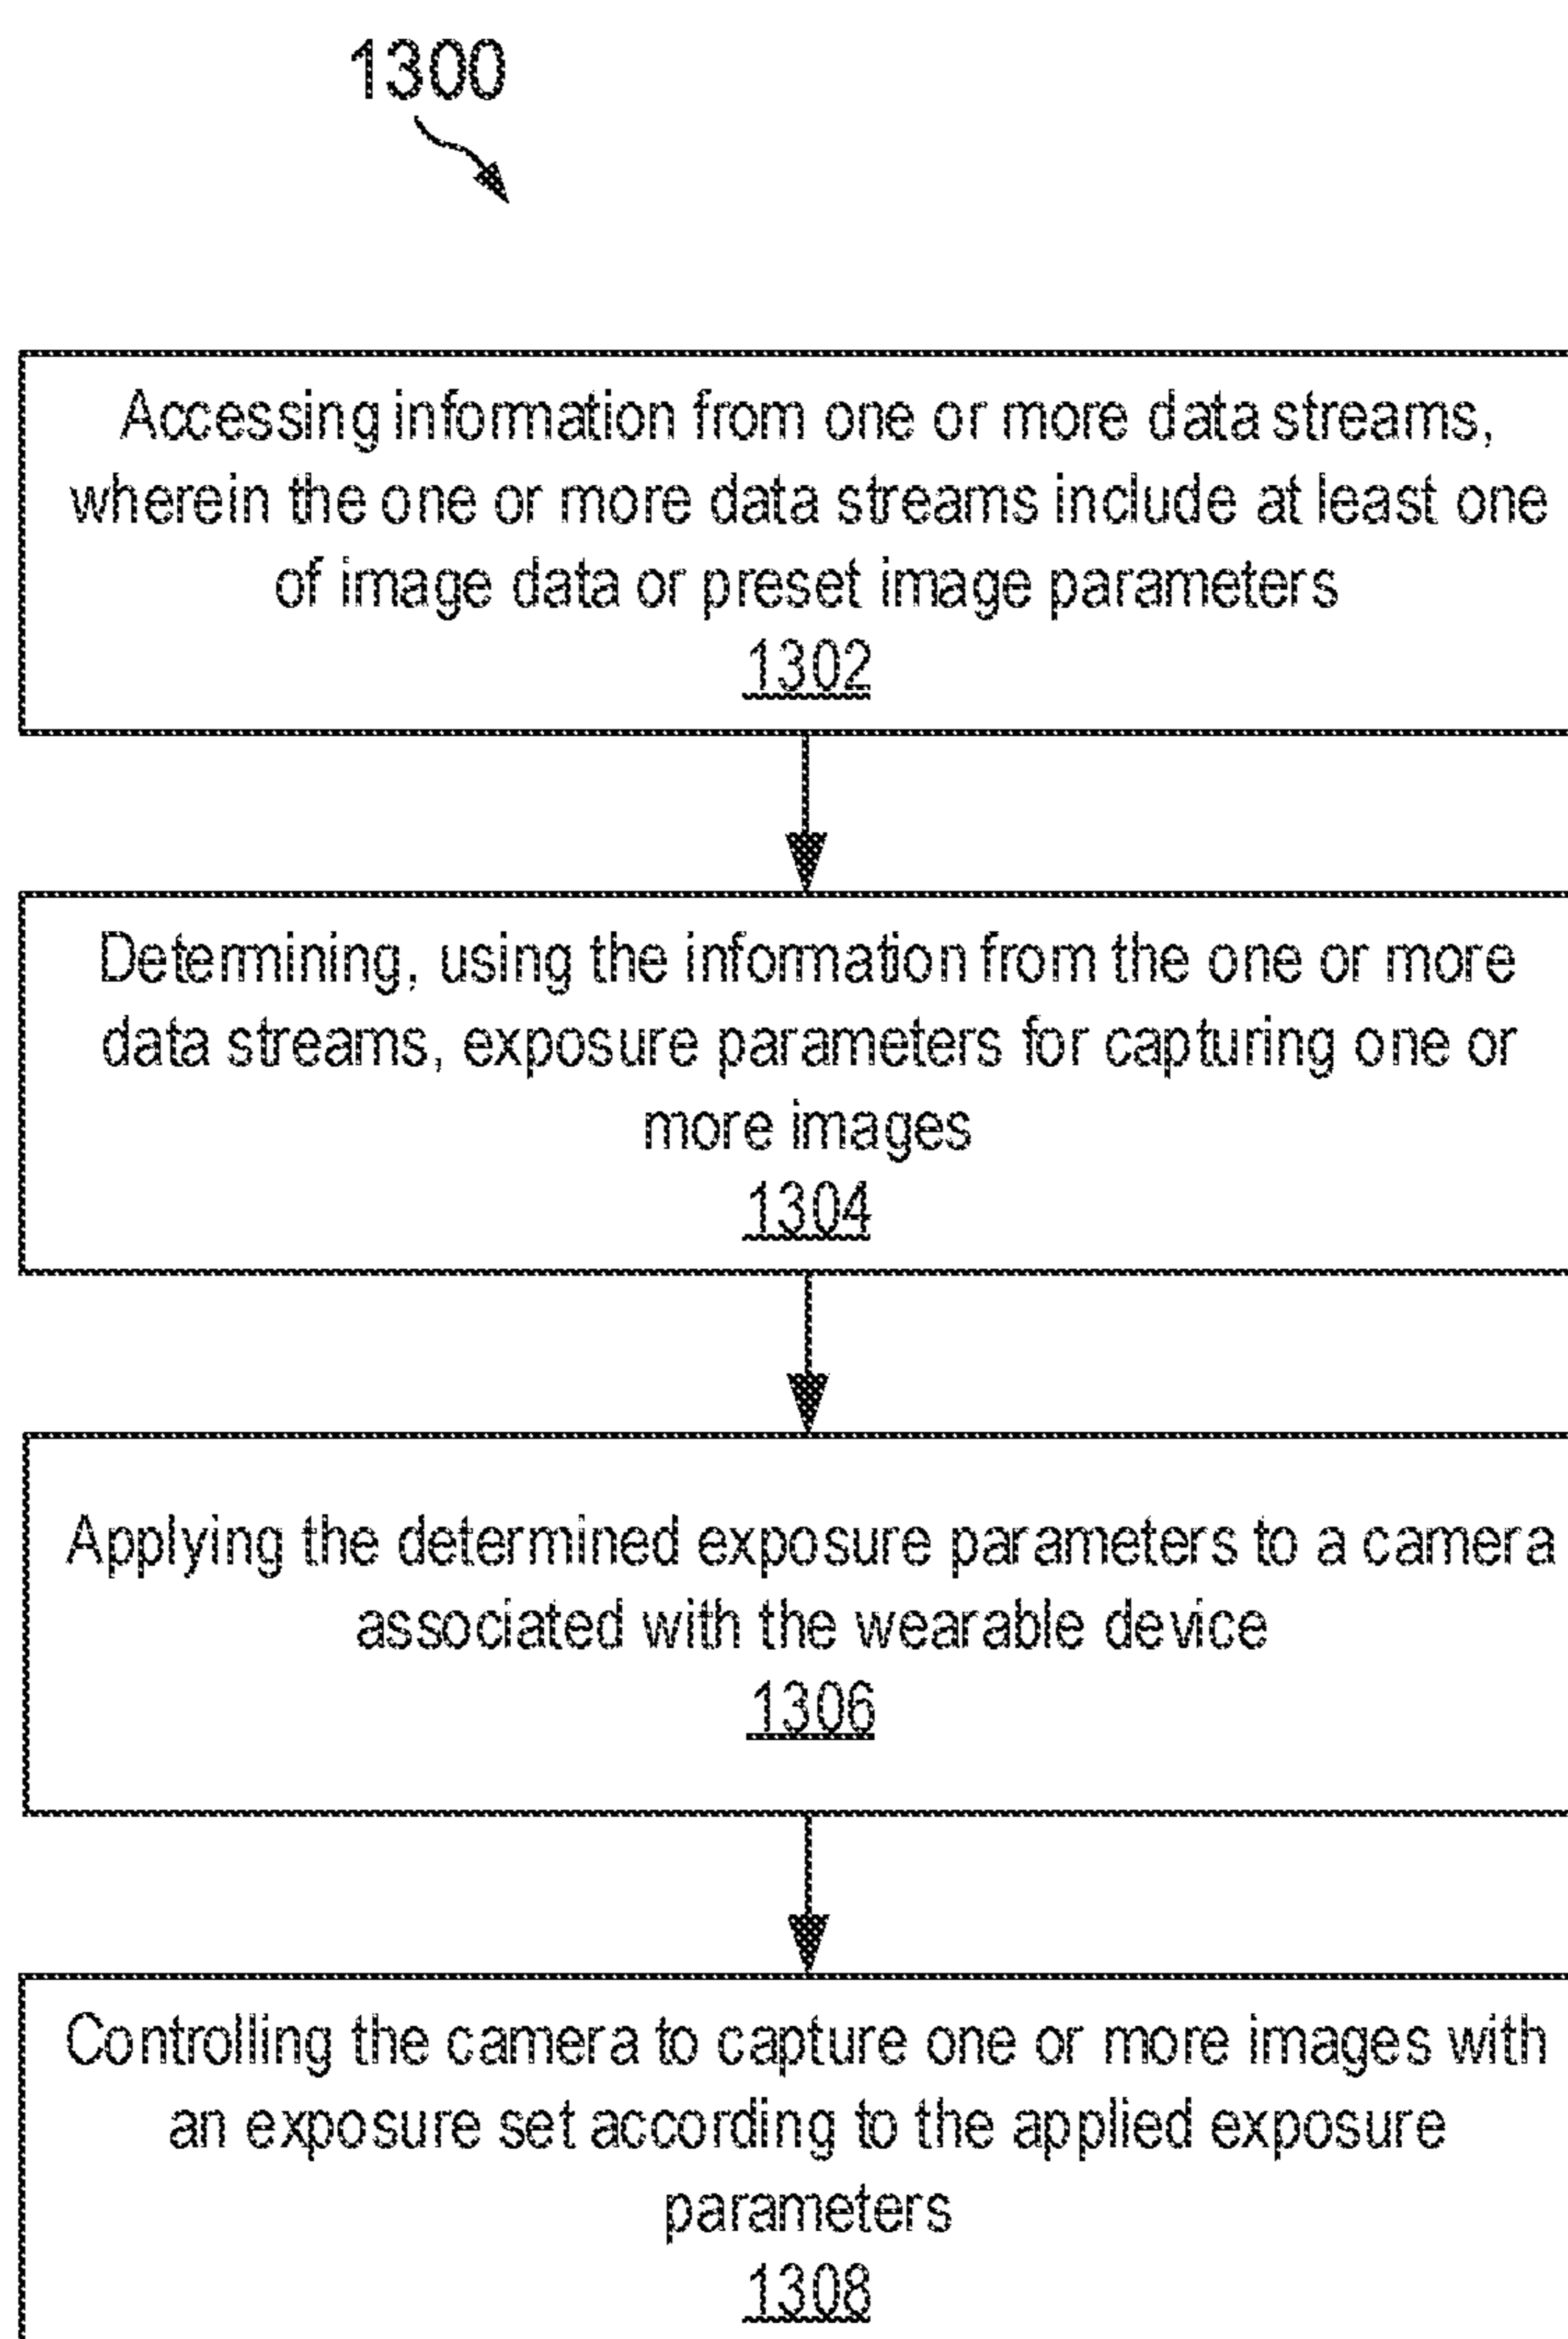 1300
Accessing information from one or more data streams,
wherein the one or more data streams include at least one
of image data or preset image parameters
1302
Determining, using the information from the one or more
data streams, exposure parameters for capturing one or
more images
1304
Applying the determined exposure parameters to a camera
associated with the wearable device
1306
Controlling the camera to capture one or more images with
an exposure set according to the applied exposure
parameters
1308